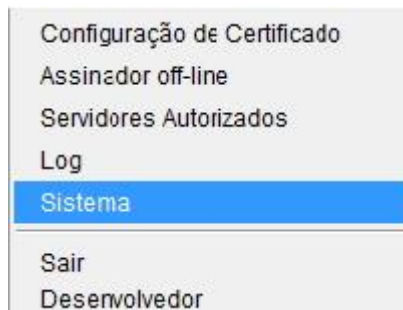 Configuração de Certificado
Assinador off-line
Servidores Autorizados
Log
Sistema
Sair
Desenvolvedor